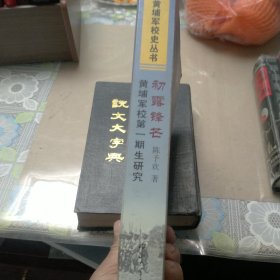 黄埔军校史丛书
初露锋芒
黄埔军校第一期生研究
陈予欢 著
説文大字典